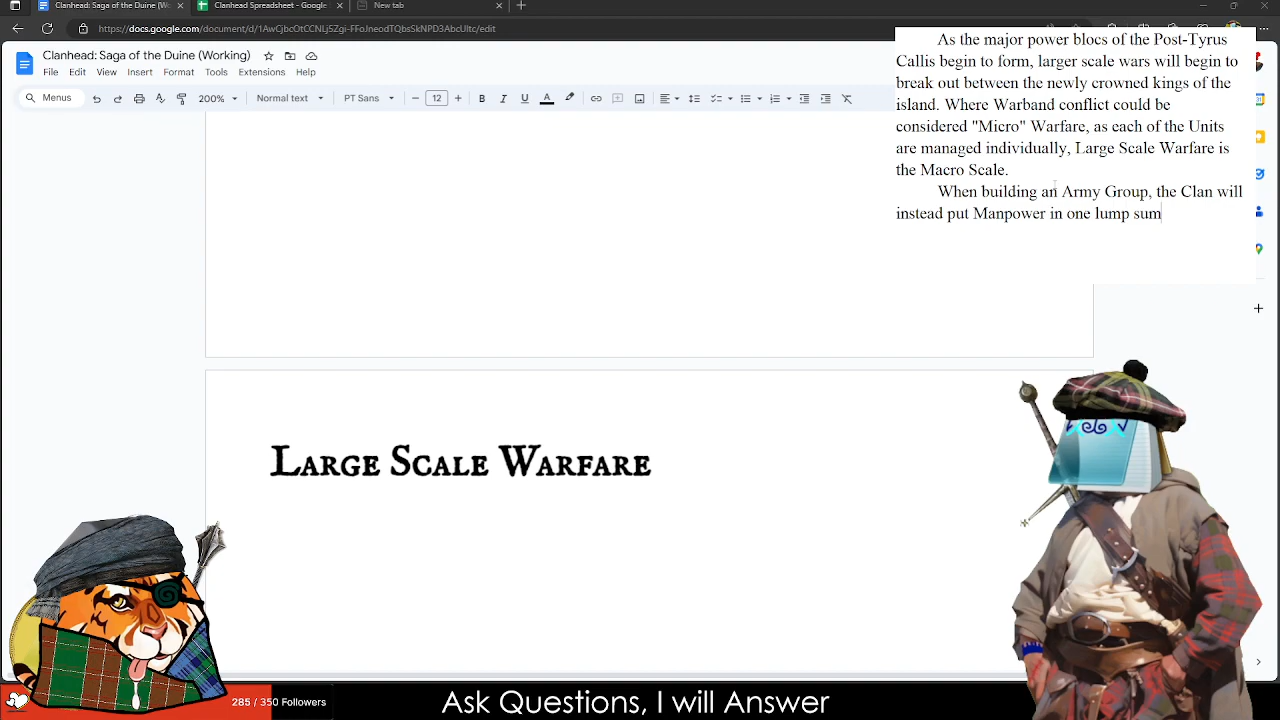 Clanhead: Saga of the Duine (Wo
Clanhead Spreadsheet - Google
New tab
https://docs.google.com/document/d/1AwCjbcOtCCNLj5Zgi-FFoJneodTQbsSkNPD3AbcUltc/edit
Clanhead: Saga of the Duine (Working)
File Edit View Insert Format Tools Extensions Help
Menus 200% Normal text PT Sans 12 B I U A
As the major power blocs of the Post-Tyrus
Callis begin to form, larger scale wars will begin to
break out between the newly crowned kings of the
island. Where Warband conflict could be
considered "Micro" Warfare, as each of the Units
are managed individually, Large Scale Warfare is
the Macro Scale.
When building an Army Group, the Clan will
instead put Manpower in one lump sum
Large Scale Warfare
285 / 350 Followers
Ask Questions, I will Answer